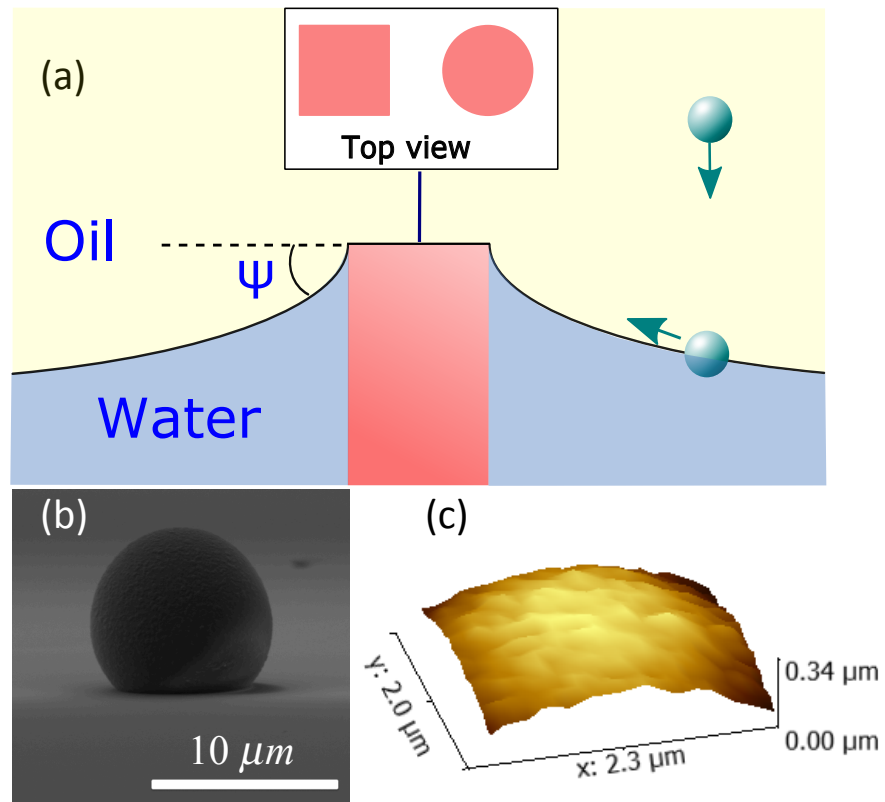 (a)
Top view
Oil
Ψ
Water
(b)
10 μm
(c)
y: 2.0 μm
x: 2.3 μm
0.34 μm
0.00 μm